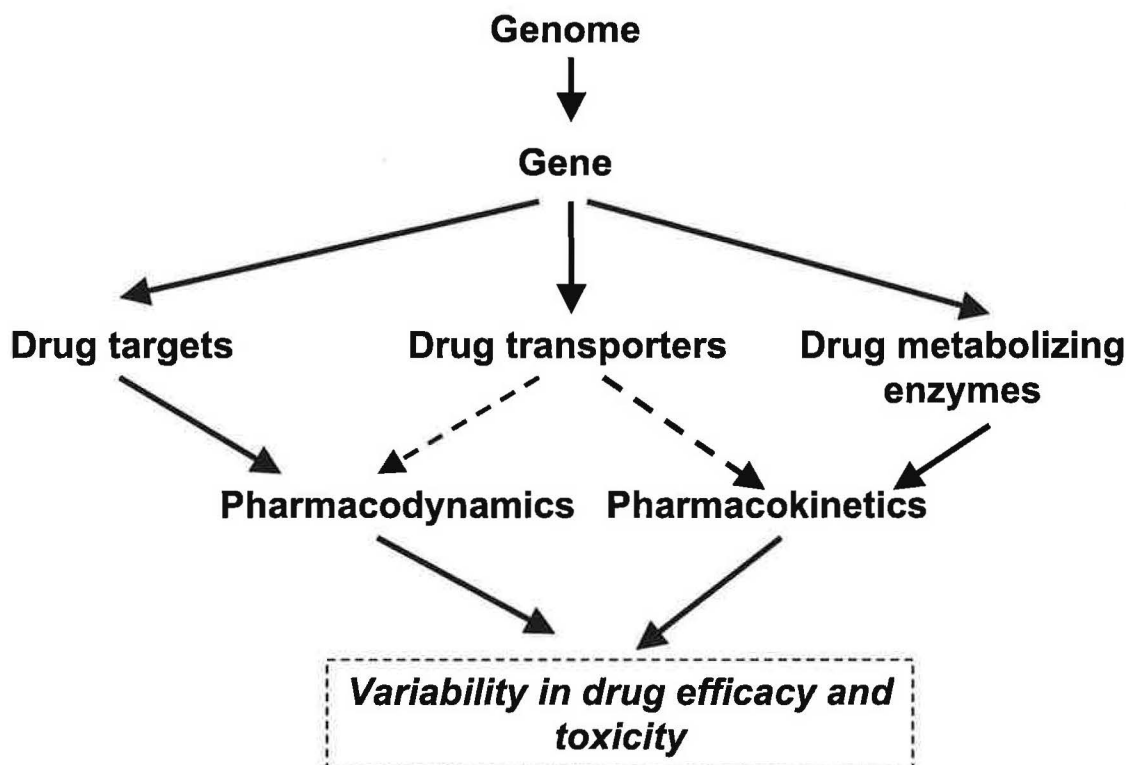 Genome
Gene
Drug targets
Drug transporters
Drug metabolizing
enzymes
Pharmacodynamics
Pharmacokinetics
Variability in drug efficacy and
toxicity